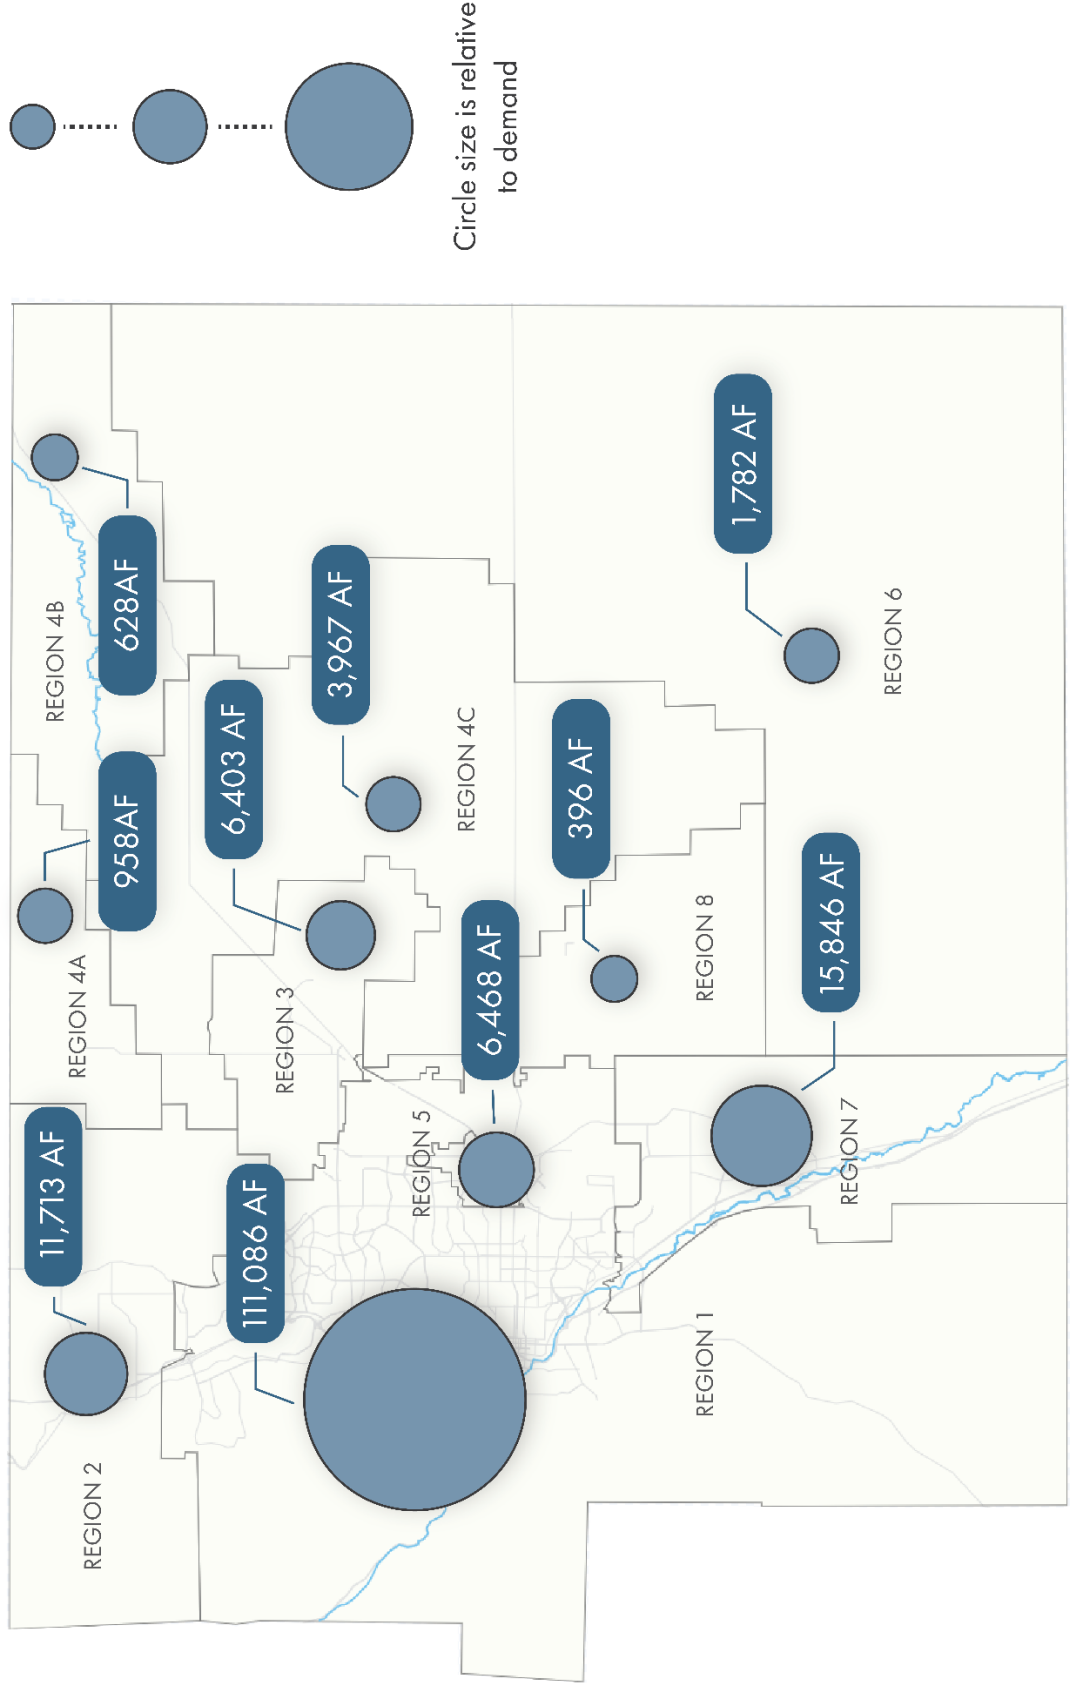 11,713 AF
REGION 4B
REGION 4A
REGION 2
958AF
628AF
6,403 AF
111,086 AF
REGION 3
3,967 AF
REGION 5
REGION 4C
Circle size is relative
to demand
6,468 AF
396 AF
REGION 1
REGION 8
1,782 AF
15,846 AF
REGION 7
REGION 6